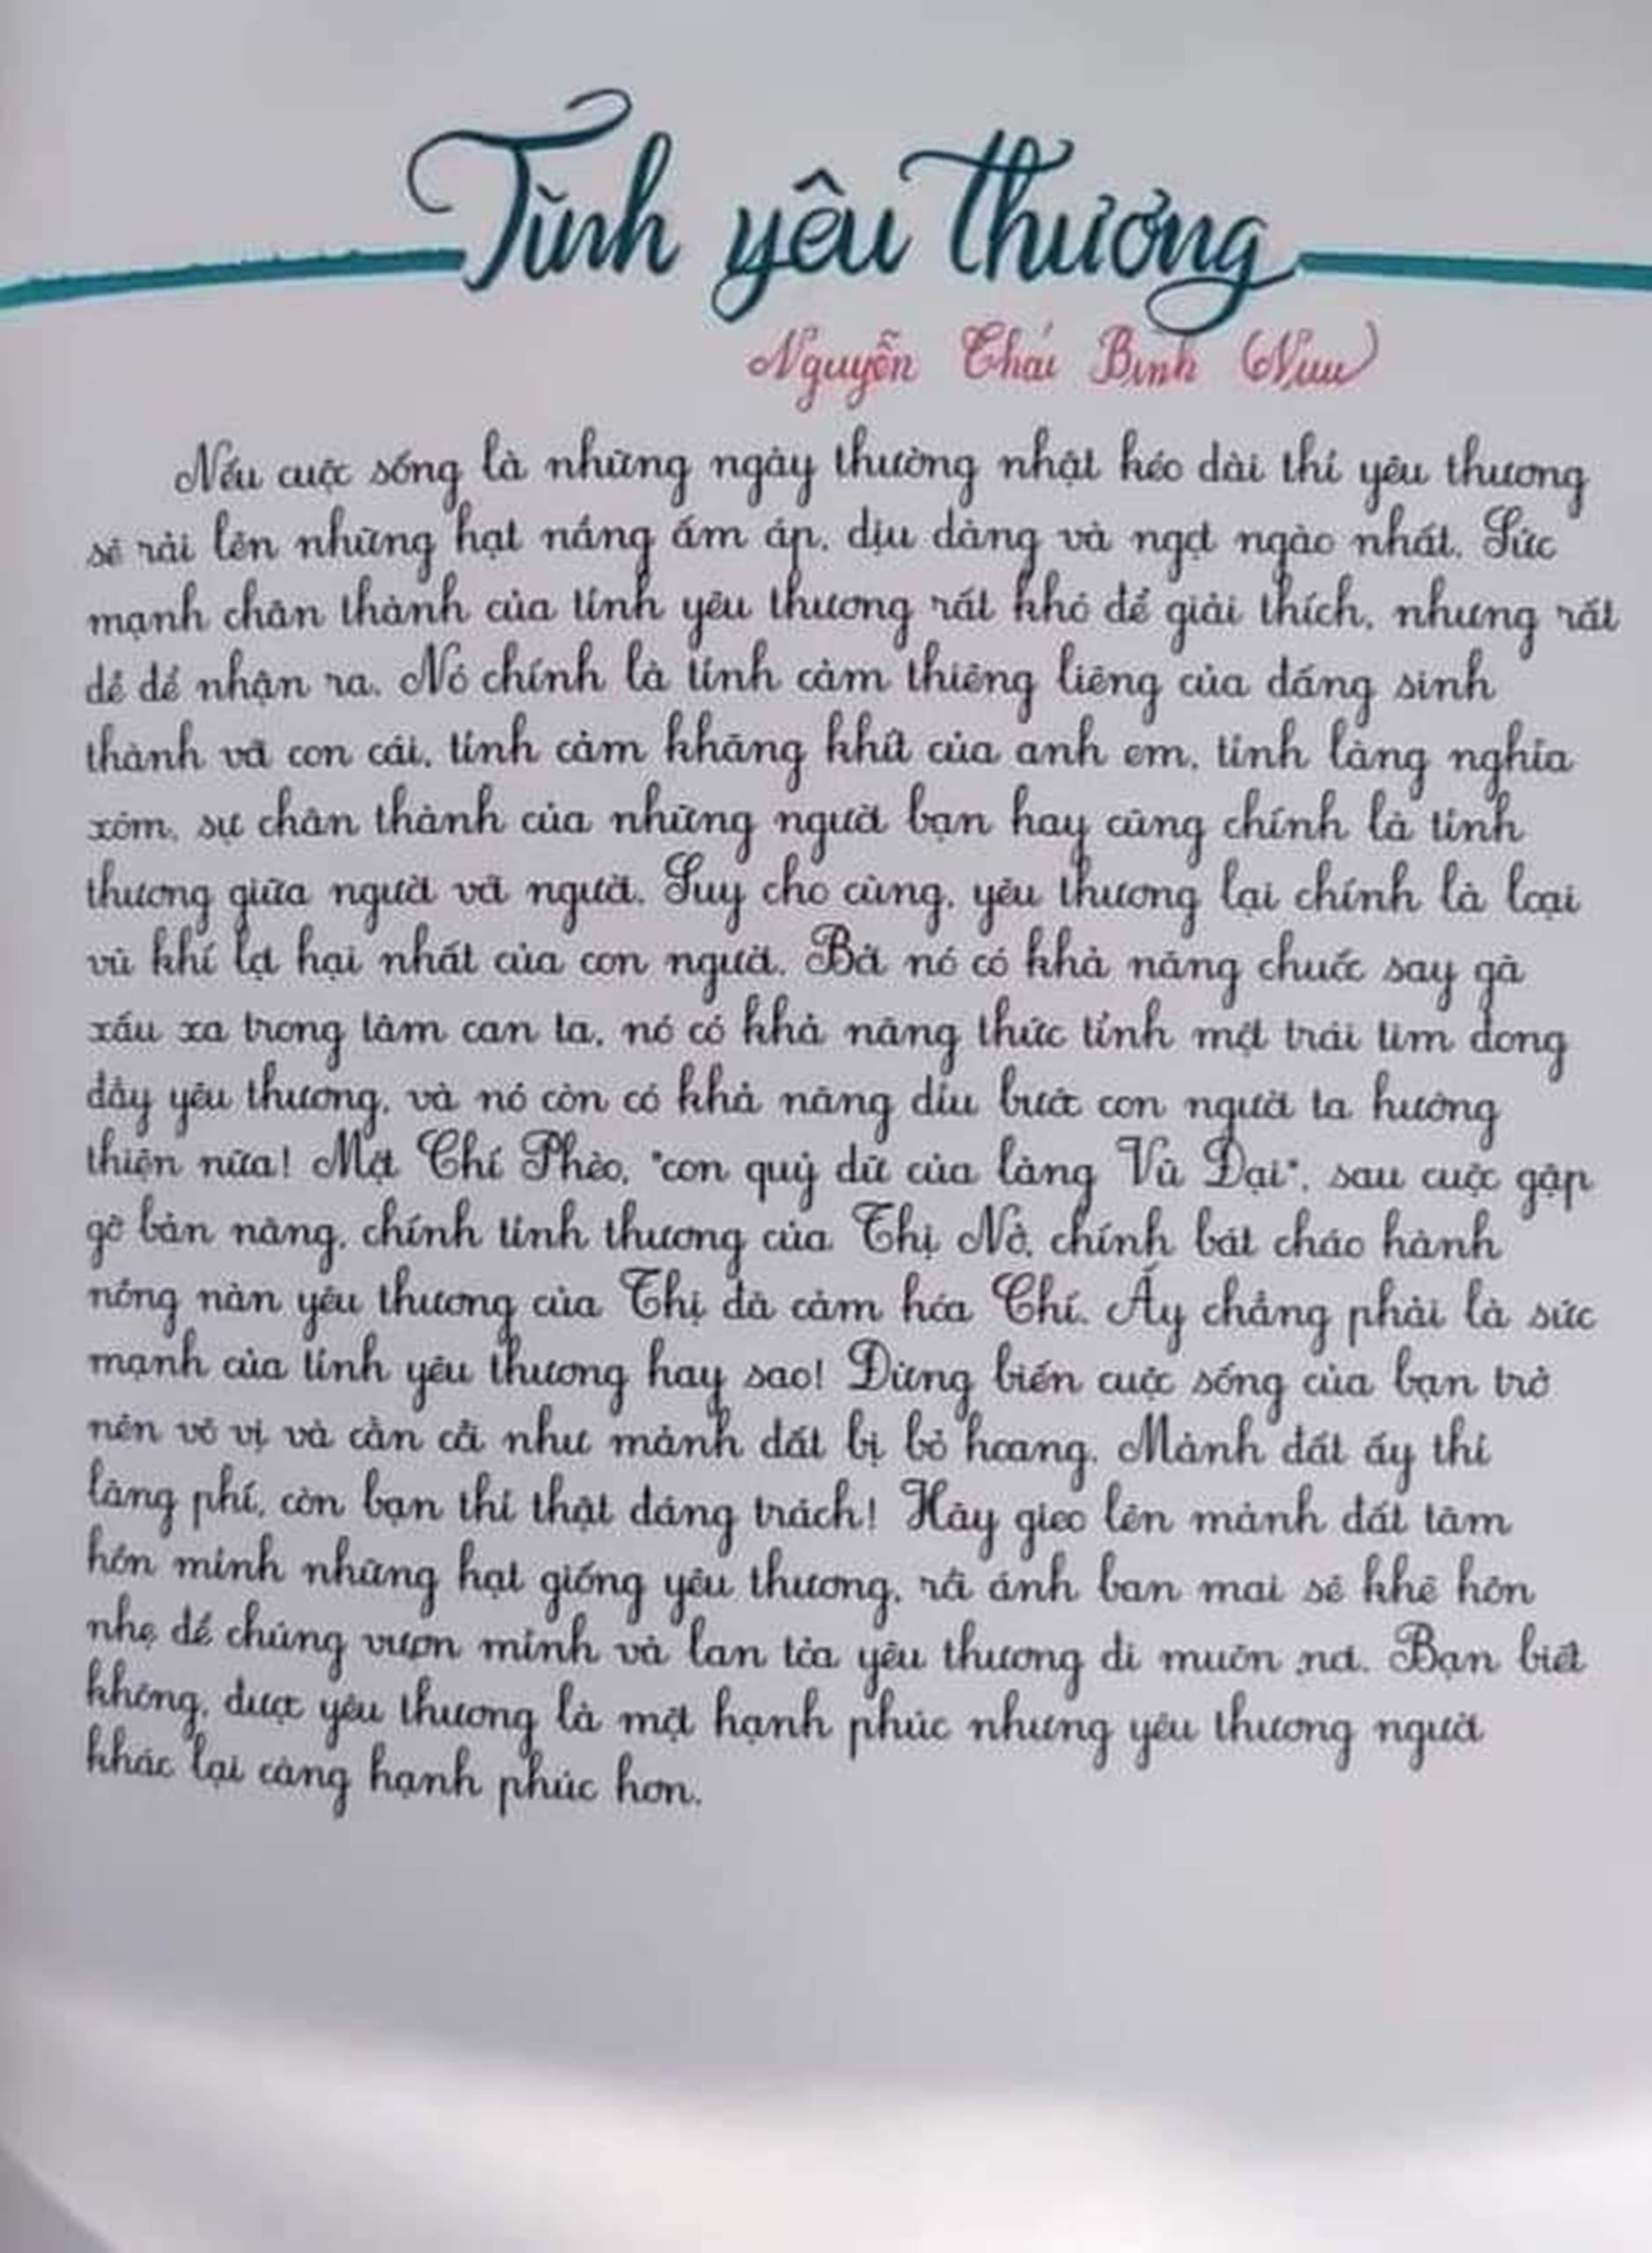 Tình yêu thương
Nguyễn Thái Bình (Nuu)
Nếu cuộc sống là những ngày thường nhật kéo dài thì yêu thương
sẽ rải lên những hạt nắng ấm áp, dịu dàng và ngọt ngào nhất. Sức
mạnh chân thành của tình yêu thương rất khó để giải thích, nhưng rất
dễ để nhận ra. Nó chính là tình cảm thiêng liêng của đấng sinh
thành với con cái, tình cảm khăng khít của anh em, tình làng nghĩa
xóm, sự chân thành của những người bạn hay cũng chính là tình
thương giữa người với người. Suy cho cùng, yêu thương lại chính là loại
vũ khí lợi hại nhất của con người. Bởi nó có khả năng chuốc say gã
xấu xa trong tâm can ta, nó có khả năng thức tỉnh một trái tim đong
đầy yêu thương, và nó còn có khả năng dìu bước con người ta hướng
thiện nữa! Một Chí Phèo, "con quỷ dữ của làng Vũ Đại", sau cuộc gặp
gỡ bản năng, chính tình thương của Thị Nở, chính bát cháo hành
nồng nàn yêu thương của Thị đã cảm hóa Chí. Ấy chẳng phải là sức
mạnh của tình yêu thương hay sao! Đừng biến cuộc sống của bạn trở
nên vô vị và cằn cỗi như mảnh đất bị bỏ hoang. Mảnh đất ấy thì
lãng phí, còn bạn thì thật đáng trách! Hãy gieo lên mảnh đất tâm
hồn mình những hạt giống yêu thương, rồi ánh ban mai sẽ khẽ hôn
nhẹ để chúng vươn mình và lan tỏa yêu thương đi muôn nơi. Bạn biết
không, được yêu thương là một hạnh phúc nhưng yêu thương người
khác lại càng hạnh phúc hơn.